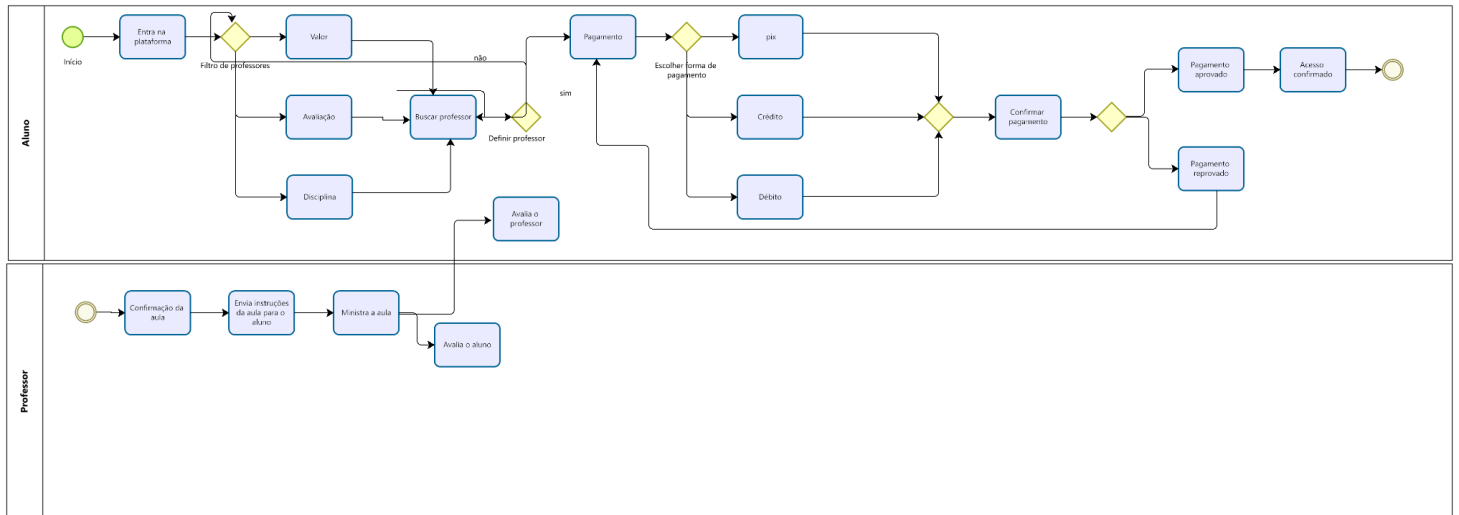 Aluno
Início
Entra na
plataforma
Filtro de professores
Valor
Avaliação
Disciplina
Buscar professor
não
Definir professor
sim
Pagamento
Escolher forma de
pagamento
pix
Crédito
Débito
Confirmar
pagamento
Pagamento
aprovado
Acesso
confirmado
Pagamento
reprovado
Avalia o
professor
Professor
Confirmação da
aula
Envia instruções
da aula para o
aluno
Ministra a aula
Avalia o aluno